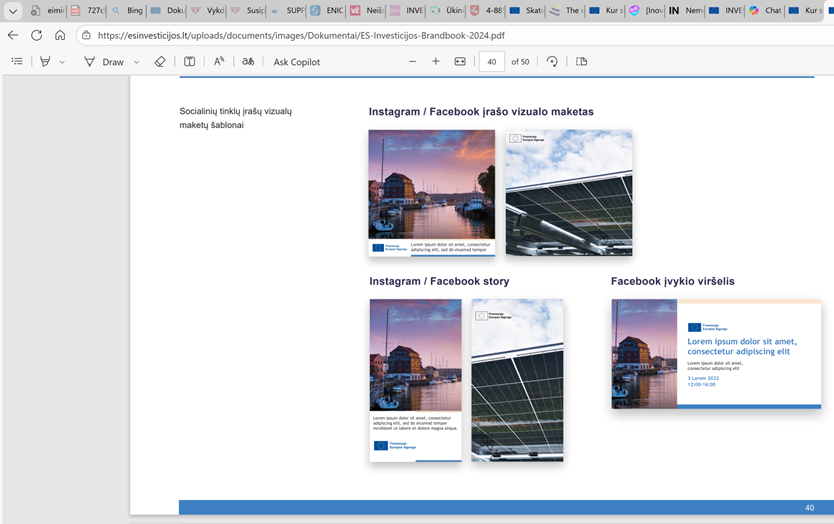 eimir
727c
Bing
Doku
Vykd
Susip
SUPP
ENIC
Neiš
INVE
Ūkin
4-88
Skati
The i
Kur s
[Inov
Nem
INVE
Chat
Kur s
https://esinvesticijos.lt/uploads/documents/images/Dokumentai/ES-Investicijos-Brandbook-2024.pdf
Draw
Ask Copilot
40
of 50
Socialinių tinklų įrašų vizualų
maketų šablonai
Instagram / Facebook įrašo vizualo maketas
Finansuoja
Europos Sąjunga
Lorem ipsum dolor sit amet, consectetur
adipiscing elit, sed do eiusmod tempor
Finansuoja
Europos Sąjunga
Instagram / Facebook story
Lorem ipsum dolor sit amet, consectetur
adipiscing elit, sed do eiusmod tempor
incididunt ut labore et dolore magna aliqua.
Finansuoja
Europos Sąjunga
Finansuoja
Europos Sąjunga
Facebook įvykio viršelis
Finansuoja
Europos Sąjunga
Lorem ipsum dolor sit amet,
consectetur adipiscing elit
Lorem ipsum dolor sit amet,
consectetur adipiscing elit
3 Lorem 2022
12:00-16:00
40